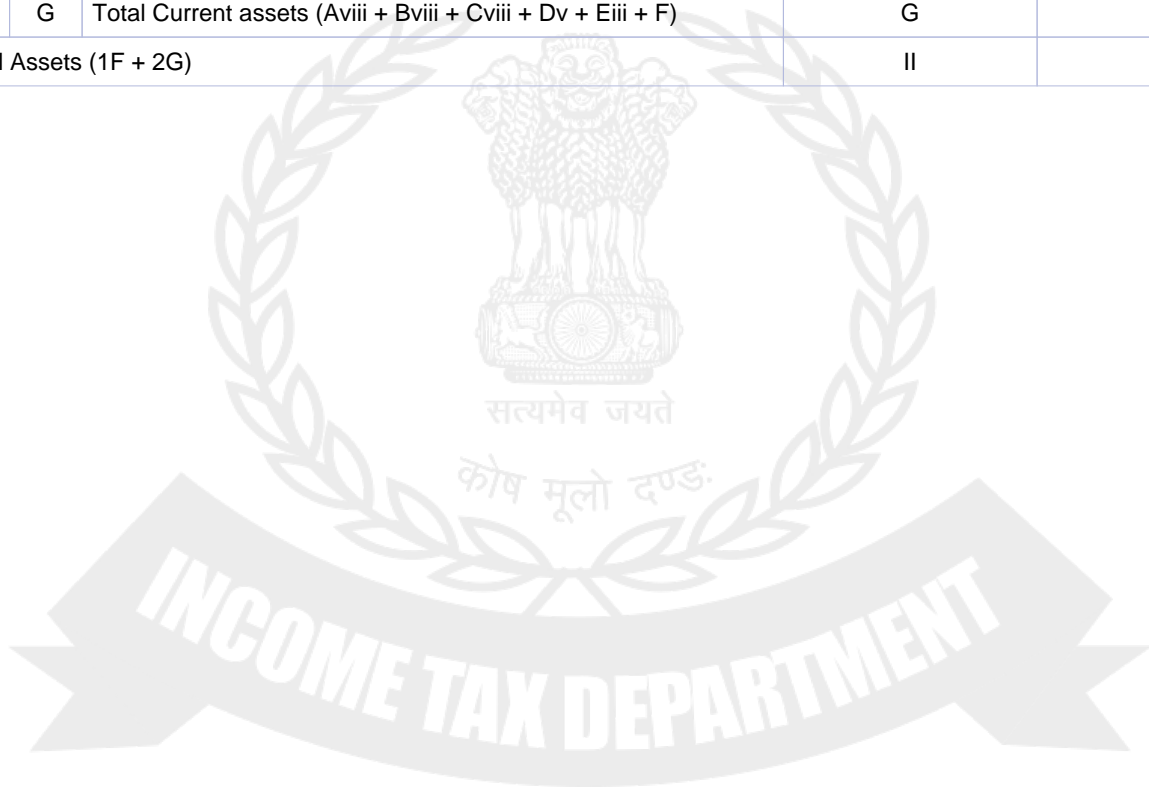 G Total Current assets (Aviii + Bviii + Cviii + Dv + Eiii + F) G
Assets (1F + 2G) II
सत्यमेव जयते
कोष मूलो दण्डः
INCOME TAX DEPARTMENT